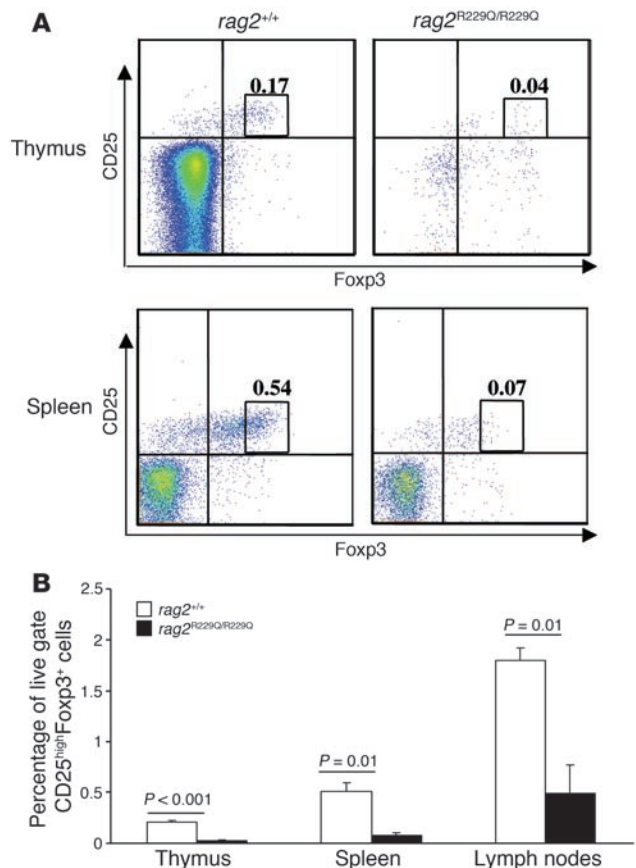 A
rag2+/+ rag2R229Q/R229Q
0.17 0.04
Thymus
CD25
Foxp3
0.54 0.07
Spleen
CD25
Foxp3
B
Percentage of live gate
CD25highFoxp3+ cells
2.5
2
1.5
1
0.5
0
rag2+/+
rag2R229Q/R229Q
P < 0.001
P = 0.01
P = 0.01
Thymus Spleen Lymph nodes